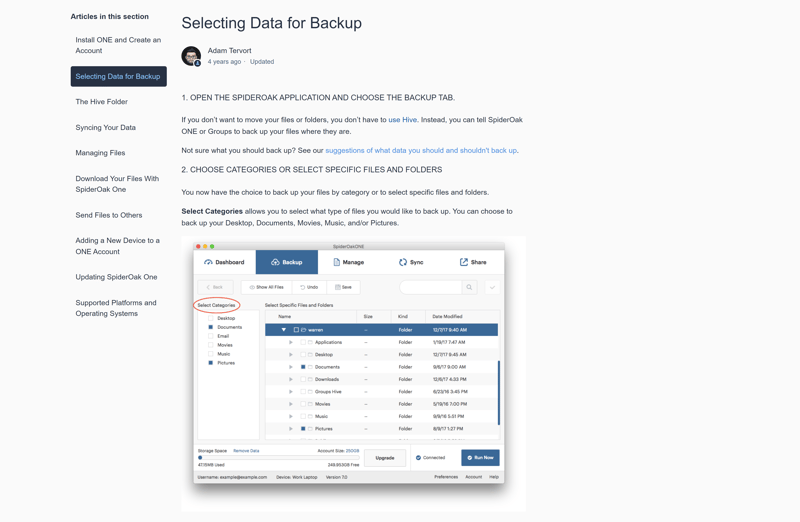 Articles in this section
Install ONE and Create an
Account
Selecting Data for Backup
The Hive Folder
Syncing Your Data
Managing Files
Download Your Files With
SpiderOak One
Send Files to Others
Adding a New Device to a
ONE Account
Updating SpiderOak One
Supported Platforms and
Operating Systems
Selecting Data for Backup
Adam Tervort
4 years ago · Updated
1. OPEN THE SPIDEROAK APPLICATION AND CHOOSE THE BACKUP TAB.
If you don't want to move your files or folders, you don't have to use Hive. Instead, you can tell SpiderOak
ONE or Groups to back up your files where they are.
Not sure what you should back up? See our suggestions of what data you should and shouldn't back up.
2. CHOOSE CATEGORIES OR SELECT SPECIFIC FILES AND FOLDERS
You now have the choice to back up your files by category or to select specific files and folders.
Select Categories allows you to select what type of files you would like to back up. You can choose to
back up your Desktop, Documents, Movies, Music, and/or Pictures.
SpiderOakONE
Dashboard Backup Manage Sync Share
Back Show All Files Undo Save
Select Categories
Desktop
Documents
Email
Movies
Music
Pictures
Select Specific Files and Folders
Name Size Kind Date Modified
warren -- Folder 12/7/17 8:40 AM
Applications -- Folder 1/19/17 7:47 AM
Desktop -- Folder 12/7/17 8:45 AM
Documents -- Folder 9/6/17 9:00 AM
Downloads -- Folder 12/6/17 4:33 PM
Groups Hive -- Folder 6/23/16 3:45 PM
Movies -- Folder 5/19/16 7:00 PM
Music -- Folder 9/9/16 5:51 PM
Pictures -- Folder 8/8/17 1:27 PM
Storage Space Remove Data Account Size: 250GB
47.15MB Used 249.953GB Free
Upgrade
Connected
Run Now
Username: example@example.com Device: Work Laptop Version 7.0 Preferences Account Help